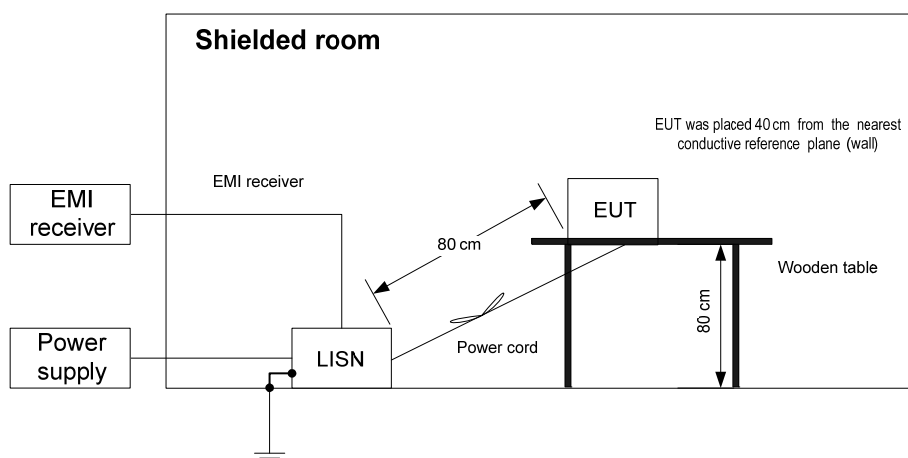 Shielded room
EUT was placed 40 cm from the nearest
conductive reference plane (wall)
EMI receiver
EMI
receiver
EUT
80 cm
Wooden table
80 cm
Power cord
Power
supply
LISN